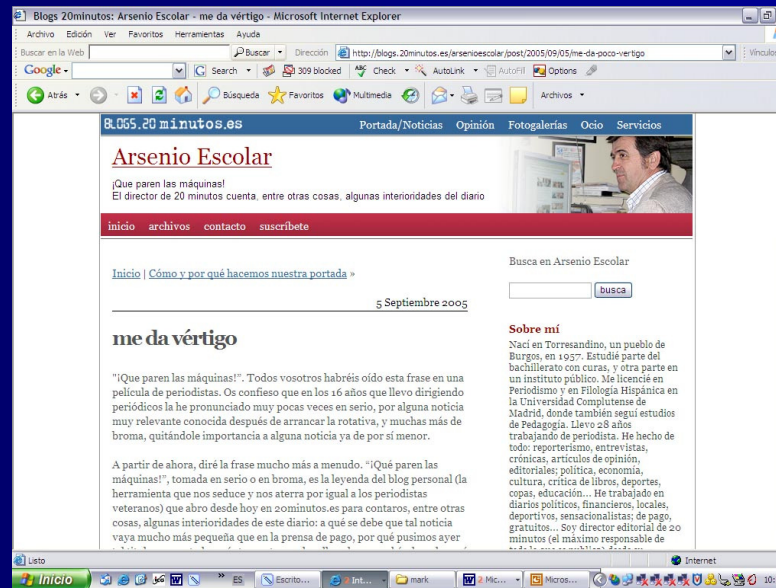 Blogs 20minutos: Arsenio Escolar - me da vértigo - Microsoft Internet Explorer
Archivo Edición Ver Favoritos Herramientas Ayuda
Buscar en la Web Buscar Dirección http://blogs.20minutos.es/arsenioescolar/post/2005/09/05/me-da-poco-vertigo Vínculos
Google Search 309 blocked Check AutoLink AutoFill Options
Atrás Búsqueda Favoritos Multimedia Archivos
BLOGS.20minutos.es Portada/Noticias Opinión Fotogalerías Ocio Servicios
Arsenio Escolar
¡Que paren las máquinas!
El director de 20 minutos cuenta, entre otras cosas, algunas interioridades del diario
inicio archivos contacto suscríbete
Inicio | Cómo y por qué hacemos nuestra portada »
5 Septiembre 2005
me da vértigo
"¡Que paren las máquinas!". Todos vosotros habréis oído esta frase en una
película de periodistas. Os confieso que en los 16 años que llevo dirigiendo
periódicos la he pronunciado muy pocas veces en serio, por alguna noticia
muy relevante conocida después de arrancar la rotativa, y muchas más de
broma, quitándole importancia a alguna noticia ya de por sí menor.
A partir de ahora, diré la frase mucho más a menudo. "¡Qué paren las
máquinas!", tomada en serio o en broma, es la leyenda del blog personal (la
herramienta que nos seduce y nos aterra por igual a los periodistas
veteranos) que abro desde hoy en 20minutos.es para contaros, entre otras
cosas, algunas interioridades de este diario: a qué se debe que tal noticia
vaya mucho más pequeña que en la prensa de pago, por qué pusimos ayer
Busca en Arsenio Escolar
busca
Sobre mí
Nací en Torresandino, un pueblo de
Burgos, en 1957. Estudié parte del
bachillerato con curas, y otra parte en
un instituto público. Me licencié en
Periodismo y en Filología Hispánica en
la Universidad Complutense de
Madrid, donde también seguí estudios
de Pedagogía. Llevo 28 años
trabajando de periodista. He hecho de
todo: reporterismo, entrevistas,
crónicas, artículos de opinión,
editoriales; política, economía,
cultura, crítica de libros, deportes,
copas, educación... He trabajado en
diarios políticos, financieros, locales,
deportivos, sensacionalistas; de pago,
gratuitos... Soy director editorial de 20
minutos (el máximo responsable de
Listo Internet
Inicio ES Escrito... 2 Int... mark 2 Mic... Micros... 10: